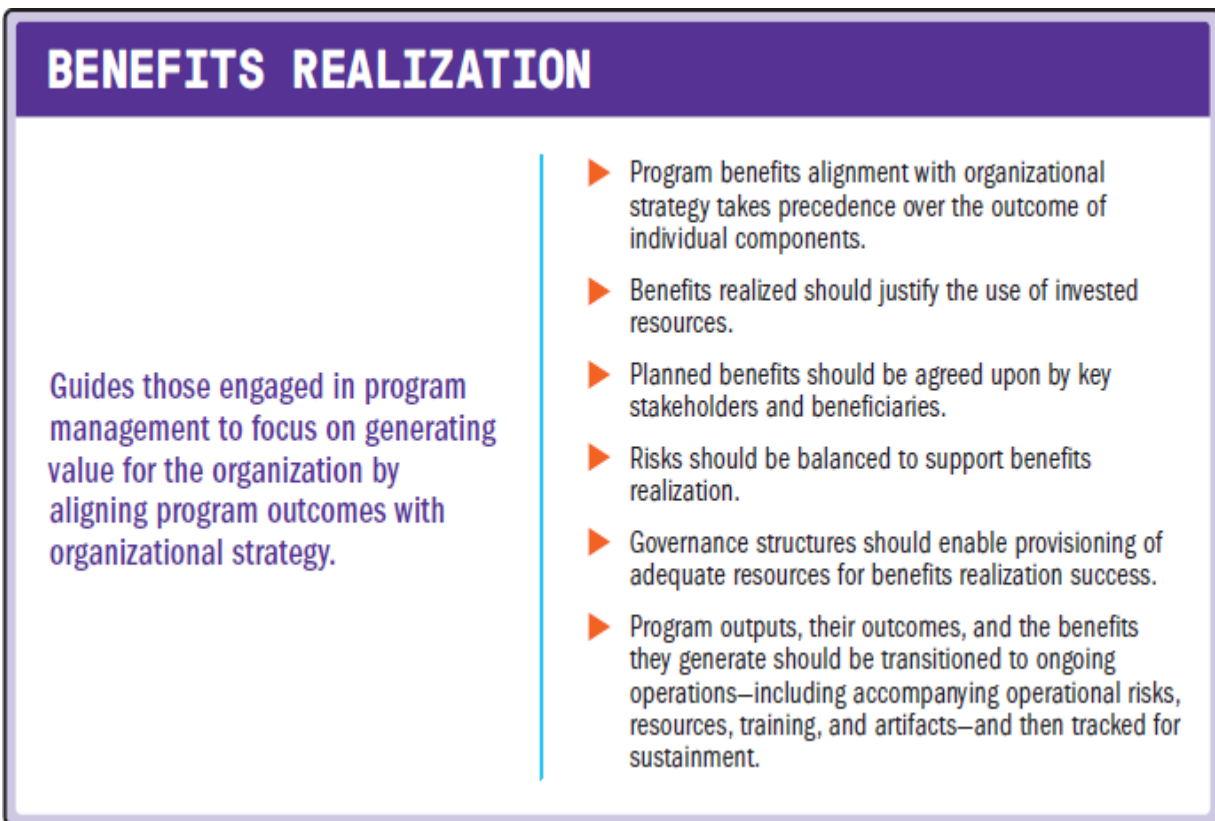 BENEFITS REALIZATION
Guides those engaged in program
management to focus on generating
value for the organization by
aligning program outcomes with
organizational strategy.
Program benefits alignment with organizational
strategy takes precedence over the outcome of
individual components.
Benefits realized should justify the use of invested
resources.
Planned benefits should be agreed upon by key
stakeholders and beneficiaries.
Risks should be balanced to support benefits
realization.
Governance structures should enable provisioning of
adequate resources for benefits realization success.
Program outputs, their outcomes, and the benefits
they generate should be transitioned to ongoing
operations—including accompanying operational risks,
resources, training, and artifacts—and then tracked for
sustainment.